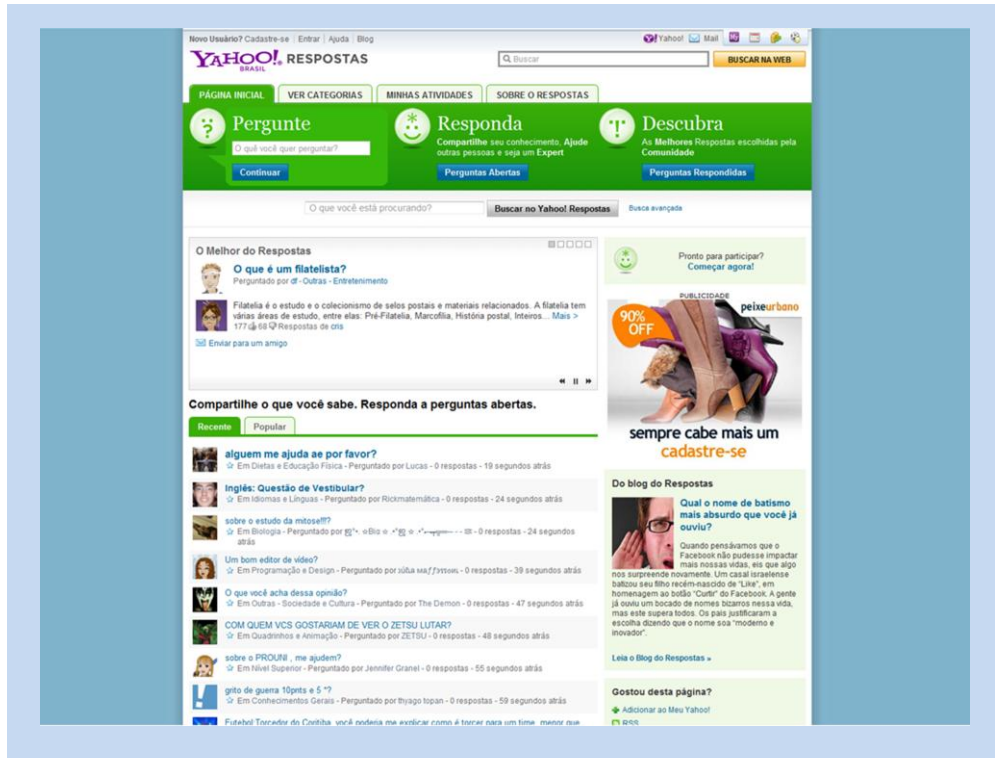 Novo Usuário? Cadastre-se | Entrar | Ajuda | Blog
Yahoo! Mail
YAHOO! RESPOSTAS
BRASIL
Buscar
BUSCAR NA WEB
PÁGINA INICIAL
VER CATEGORIAS
MINHAS ATIVIDADES
SOBRE O RESPOSTAS
Pergunte
O quê você quer perguntar?
Continuar
Responda
Compartilhe seu conhecimento, Ajude
outras pessoas e seja um Expert
Perguntas Abertas
Descubra
As Melhores Respostas escolhidas pela
Comunidade
Perguntas Respondidas
O que você está procurando?
Buscar no Yahoo! Respostas
Busca avançada
O Melhor do Respostas
O que é um filatelista?
Perguntado por df - Outras - Entretenimento
Filatelia é o estudo e o colecionismo de selos postais e materiais relacionados. A filatelia tem
várias áreas de estudo, entre elas: Pré-Filatelia, Marcofilia, História postal, Inteiros... Mais >
177 68 Respostas de cris
Enviar para um amigo
Compartilhe o que você sabe. Responda a perguntas abertas.
Recente
Popular
alguem me ajuda ae por favor?
Em Dietas e Educação Física - Perguntado por Lucas - 0 respostas - 19 segundos atrás
Inglês: Questão de Vestibular?
Em Idiomas e Línguas - Perguntado por Rickmatemática - 0 respostas - 24 segundos atrás
sobre o estudo da mitose!!!?
Em Biologia - Perguntado por - 0 respostas - 24 segundos
atrás
Um bom editor de vídeo?
Em Programação e Design - Perguntado por - 0 respostas - 39 segundos atrás
O que você acha dessa opinião?
Em Outras - Sociedade e Cultura - Perguntado por The Demon - 0 respostas - 47 segundos atrás
COM QUEM VCS GOSTARIAM DE VER O ZETSU LUTAR?
Em Quadrinhos e Animação - Perguntado por ZETSU - 0 respostas - 48 segundos atrás
sobre o PROUNI , me ajudem?
Em Nível Superior - Perguntado por Jennifer Granel - 0 respostas - 55 segundos atrás
grito de guerra 10pnts e 5 *?
Em Conhecimentos Gerais - Perguntado por thyago topan - 0 respostas - 59 segundos atrás
Futebol:Torcedor do Coritiba, você poderia me explicar como é torcer para um time, menor que
Pronto para participar?
Começar agora!
PUBLICIDADE
peixeurbano
90%
OFF
sempre cabe mais um
cadastre-se
Do blog do Respostas
Qual o nome de batismo
mais absurdo que você já
ouviu?
Quando pensávamos que o
Facebook não pudesse impactar
mais nossas vidas, eis que algo
nos surpreende novamente. Um casal israelense
batizou seu filho recém-nascido de "Like", em
homenagem ao botão "Curtir" do Facebook. A gente
já ouviu um bocado de nomes bizarros nessa vida,
mas este supera todos. Os pais justificaram a
escolha dizendo que o nome soa "moderno e
inovador".
Leia o Blog do Respostas »
Gostou desta página?
Adicionar ao Meu Yahoo!
RSS